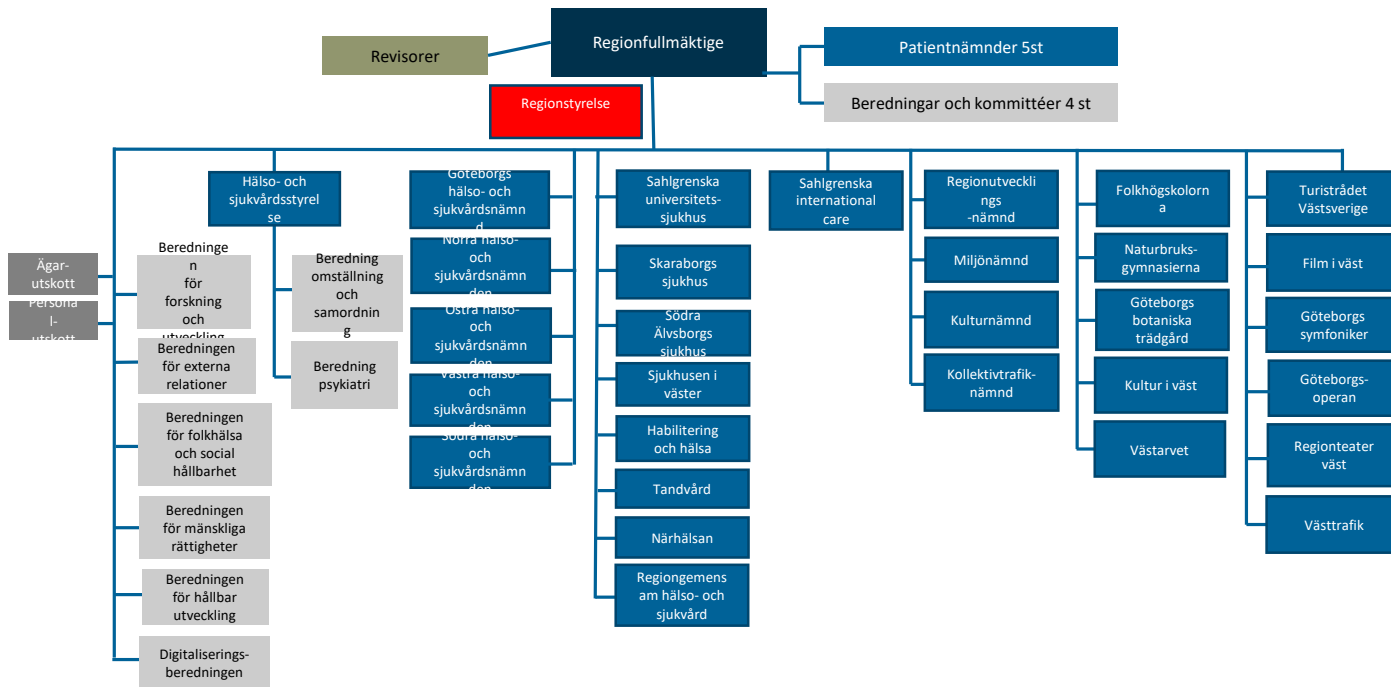 Regionfullmäktige
Revisorer
Patientnämnder 5st
Beredningar och kommittéer 4 st
Regionstyrelse
Ägar-
utskott
Persona
l-
utskott
Beredninge
n
för
forskning
och
utveckling
Beredningen
för externa
relationer
Beredningen
för folkhälsa
och social
hållbarhet
Beredningen
för mänskliga
rättigheter
Beredningen
för hållbar
utveckling
Digitaliserings-
beredningen
Hälso- och
sjukvårdsstyrel
se
Beredning
omställning
och
samordnin
g
Beredning
psykiatri
Göteborgs
hälso- och
sjukvårdsnämn
d
Norra hälso-
och
sjukvårdsnämn
den
Östra hälso-
och
sjukvårdsnämn
den
Västra hälso-
och
sjukvårdsnämn
den
Södra hälso-
och
sjukvårdsnämn
den
Sahlgrenska
universitets-
sjukhus
Skaraborgs
sjukhus
Södra
Älvsborgs
sjukhus
Sjukhusen i
väster
Habilitering
och hälsa
Tandvård
Närhälsan
Regiongemens
am hälso- och
sjukvård
Sahlgrenska
international
care
Regionutveckli
ngs
-nämnd
Miljönämnd
Kulturnämnd
Kollektivtrafik-
nämnd
Folkhögskolorn
a
Naturbruks-
gymnasierna
Göteborgs
botaniska
trädgård
Kultur i väst
Västarvet
Turistrådet
Västsverige
Film i väst
Göteborgs
symfoniker
Göteborgs-
operan
Regionteater
väst
Västtrafik